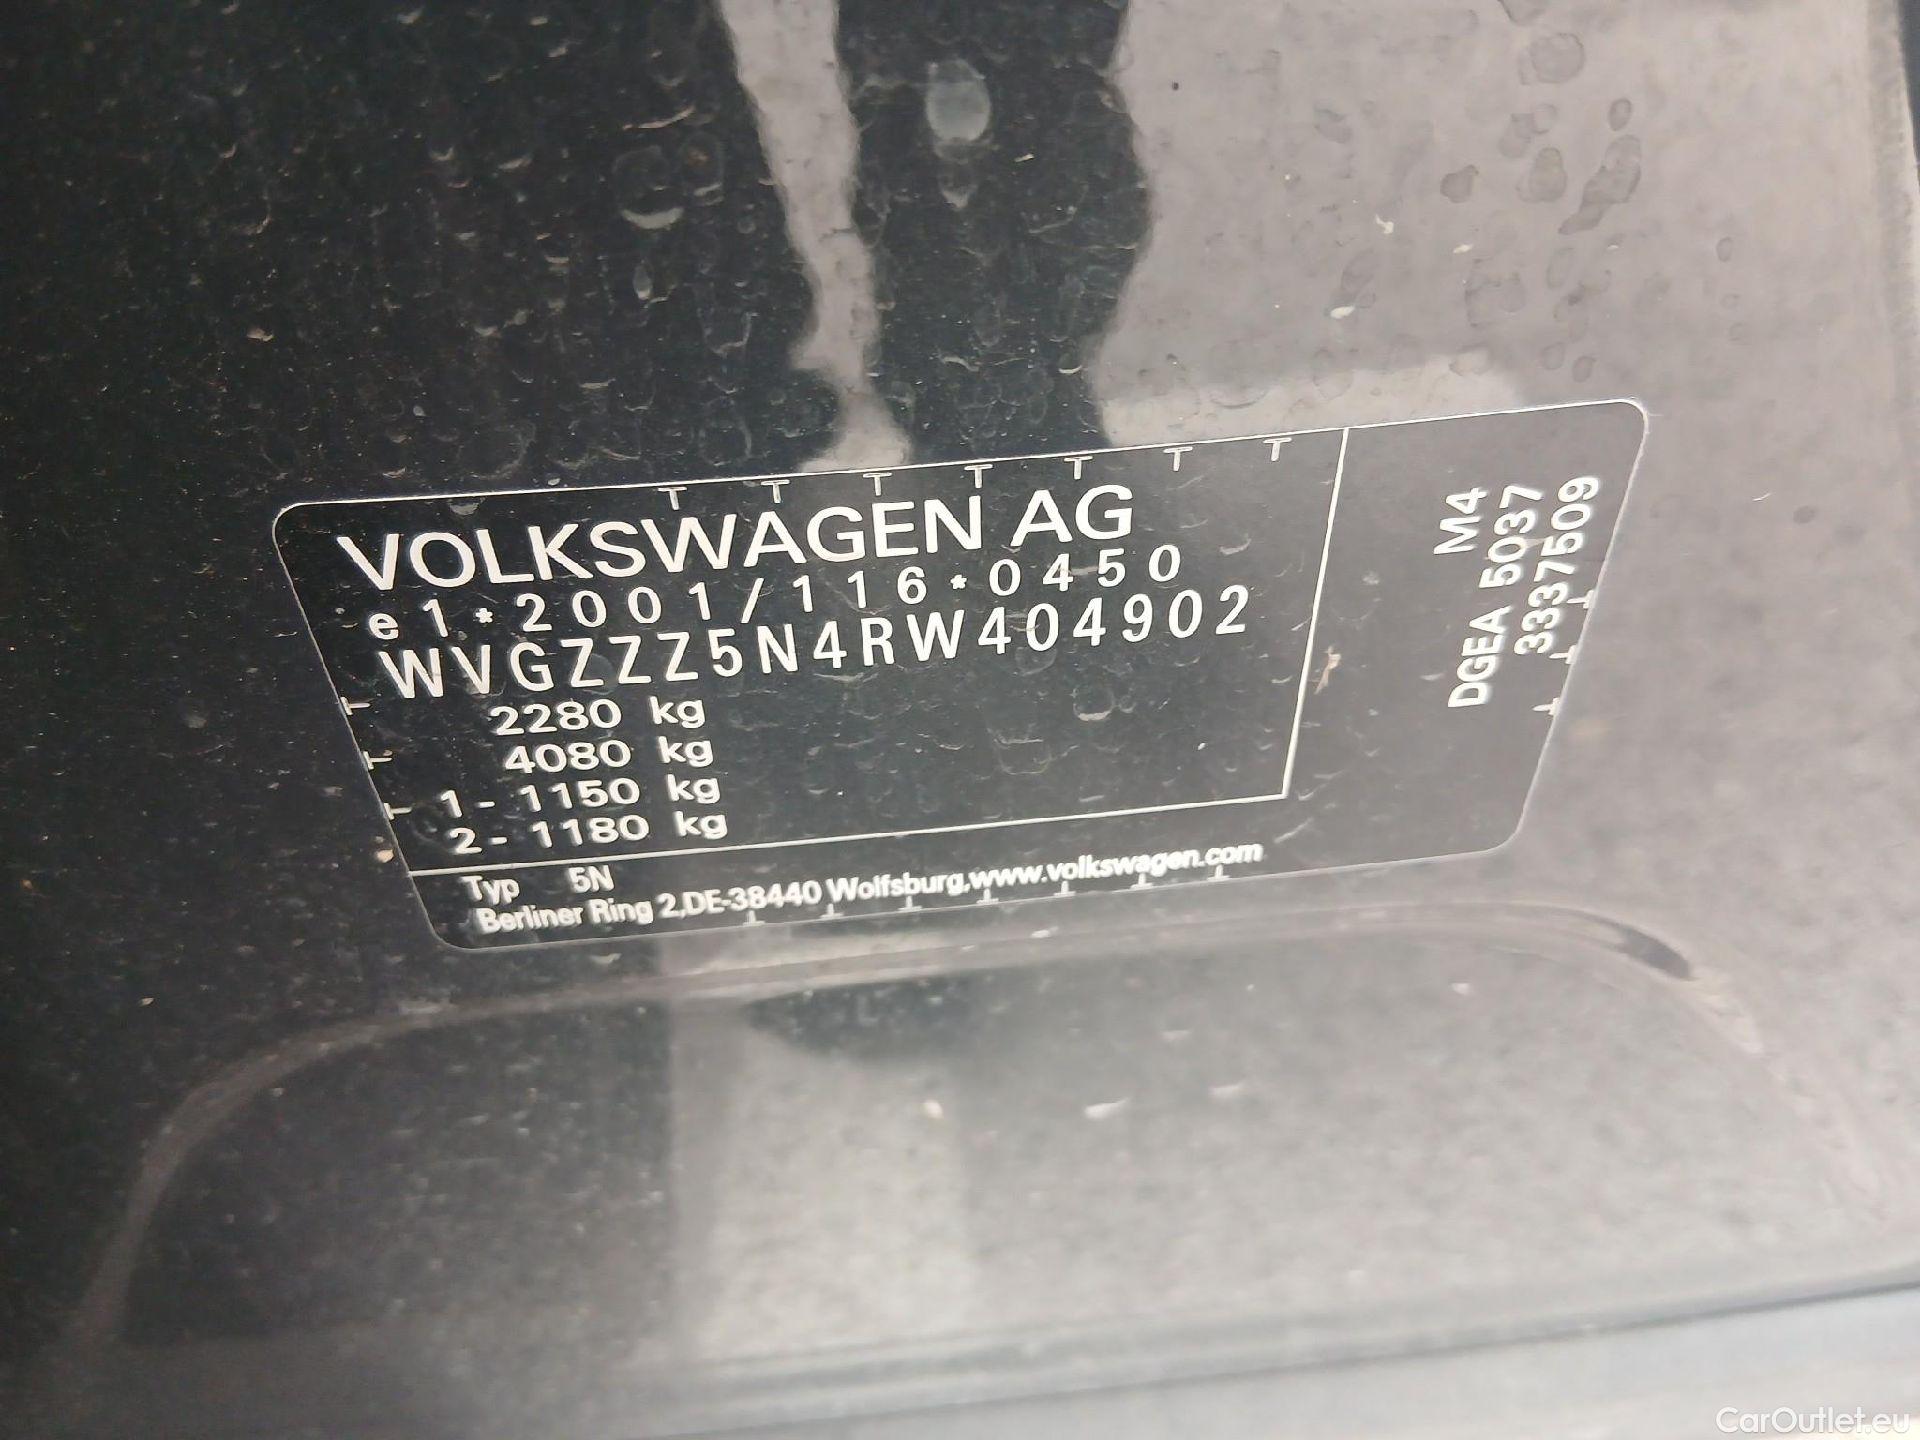 VOLKSWAGEN AG
e1*2001/116*0450
WVGZZZ5N4RW404902
2280 kg
4080 kg
1- 1150 kg
2- 1180 kg
Typ 5N
Berliner Ring 2,DE-38440 Wolfsburg,www.volkswagen.com
M4
DGEA 5037
3337509
CarOutlet.eu